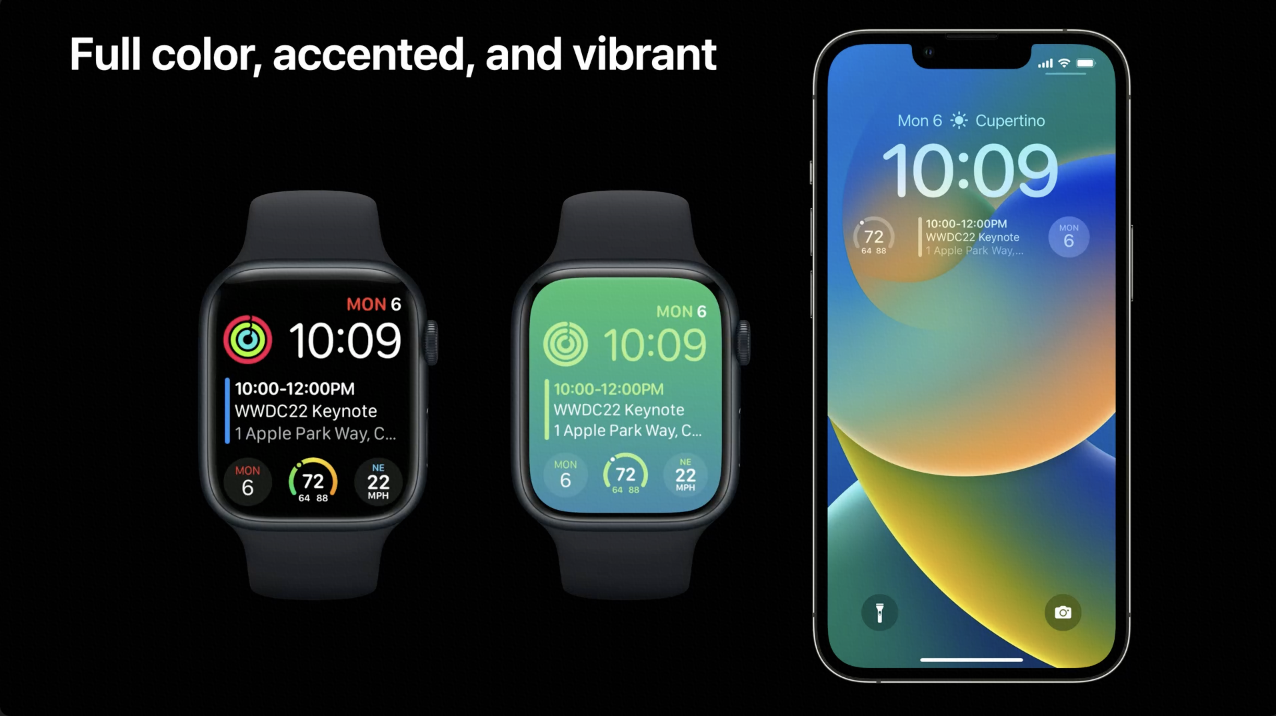 Full color, accented, and vibrant
MON 6
10:09
10:00-12:00PM
WWDC22 Keynote
1 Apple Park Way, C...
MON
6
72
64 88
NE
22
MPH
MON 6
10:09
10:00-12:00PM
WWDC22 Keynote
1 Apple Park Way, C...
MON
6
72
64 88
NE
22
MPH
Mon 6 Cupertino
10:09
72
64 88
10:00-12:00PM
WWDC22 Keynote
1 Apple Park Way,...
MON
6